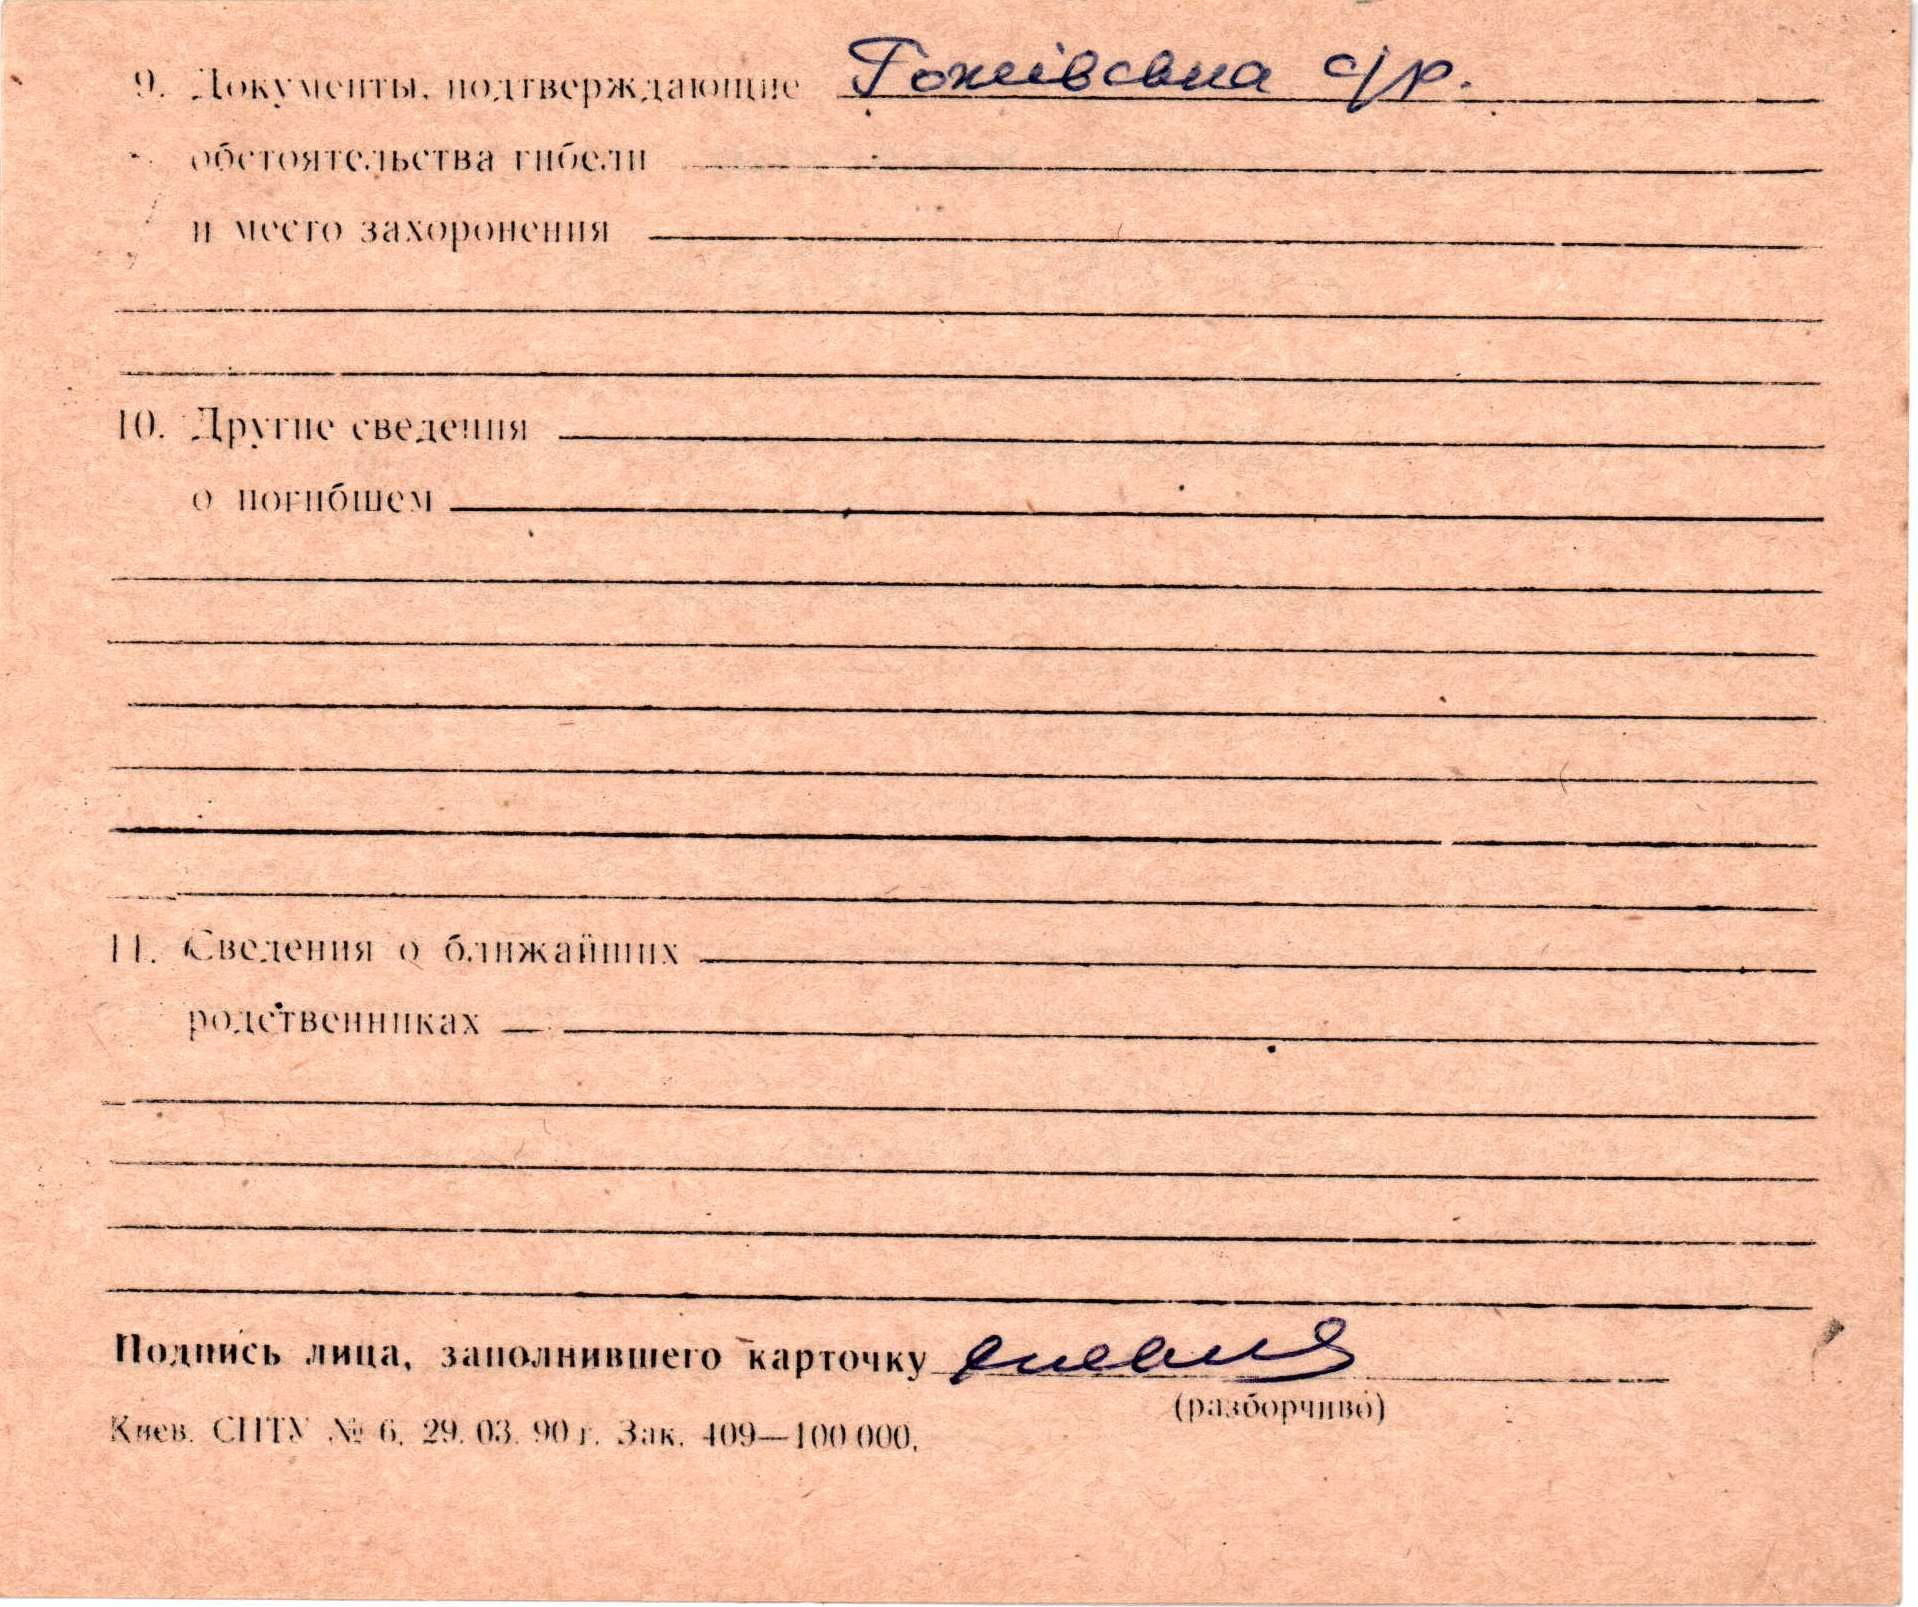 9. Документы, подтверждающие Гожівська с/р.
обстоятельства гибели
и место захоронения
10. Другие сведения
о погибшем
11. Сведения о ближайших
родственниках
Подпись лица, заполнившего карточку
(разборчиво)
Киев. СПТУ № 6. 29. 03. 90 г. Зак. 409—100 000.